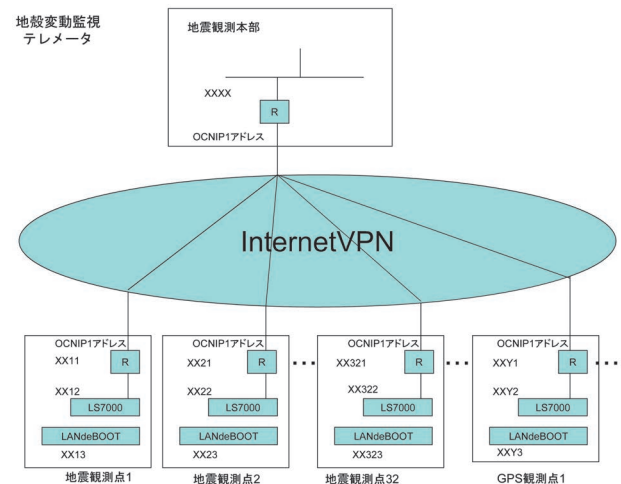 地殻変動監視
テレメータ
地震観測本部
XXXX
R
OCNIP1アドレス
InternetVPN
OCNIP1アドレス
XX11
R
XX12
LS7000
LANdeBOOT
XX13
地震観測点1
OCNIP1アドレス
XX21
R
XX22
LS7000
LANdeBOOT
XX23
地震観測点2
OCNIP1アドレス
XX321
R
XX322
LS7000
LANdeBOOT
XX323
地震観測点32
OCNIP1アドレス
XXY1
R
XXY2
LS7000
LANdeBOOT
XXY3
GPS観測点1